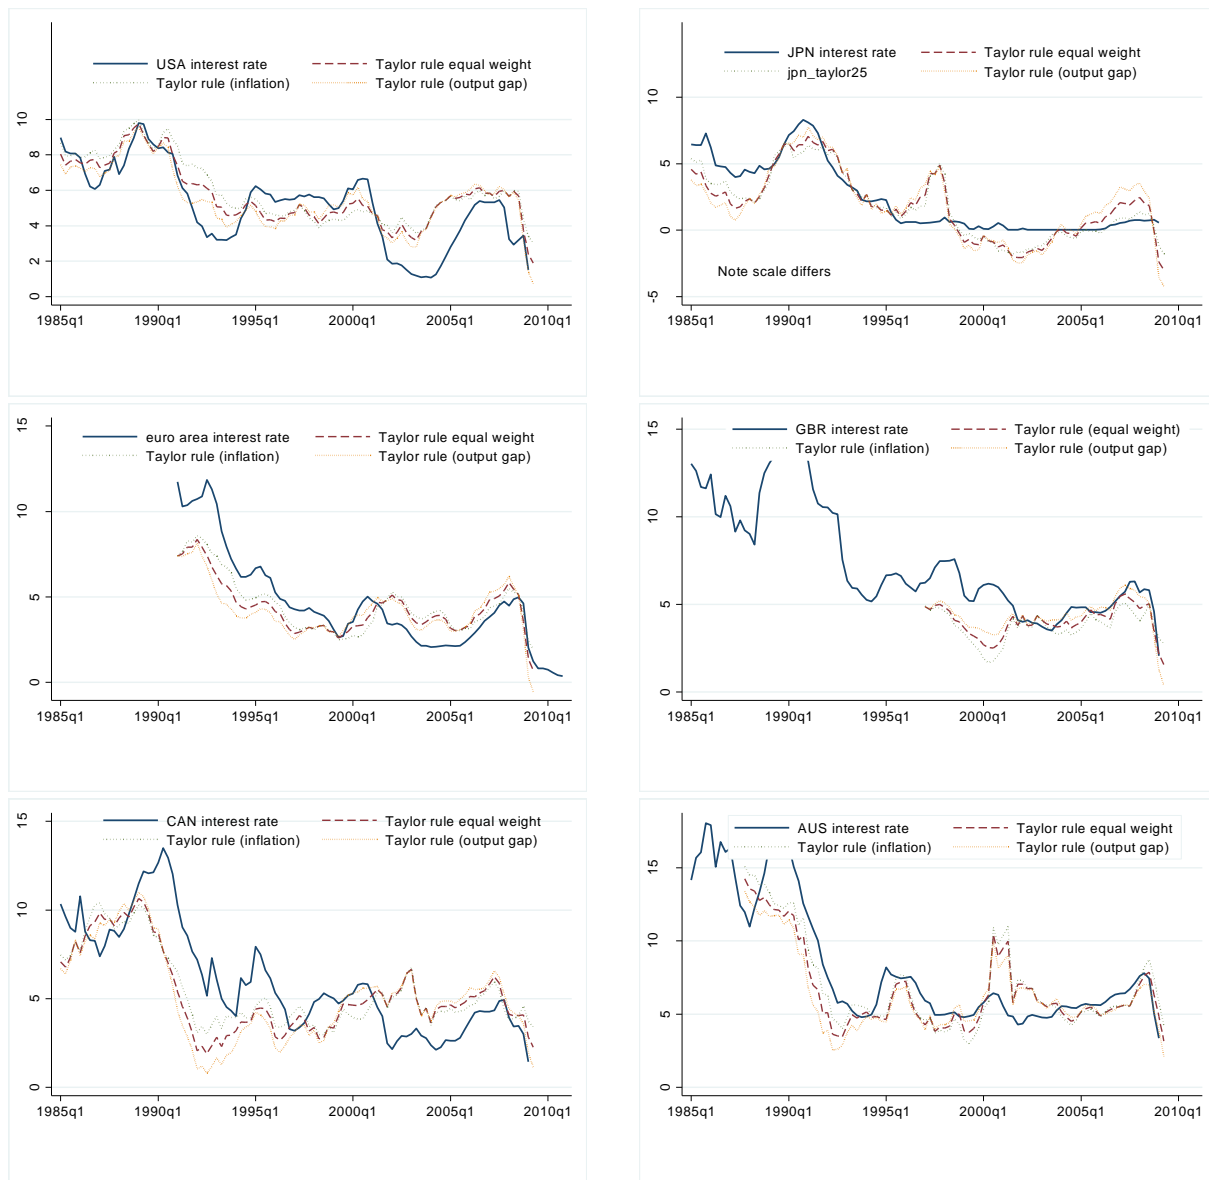 USA interest rate Taylor rule equal weight
Taylor rule (inflation) Taylor rule (output gap)
10
8
6
4
2
0
1985q1 1990q1 1995q1 2000q1 2005q1 2010q1
JPN interest rate Taylor rule equal weight
jpn_taylor25 Taylor rule (output gap)
10
5
0
Note scale differs
-5
1985q1 1990q1 1995q1 2000q1 2005q1 2010q1
15
euro area interest rate Taylor rule equal weight
Taylor rule (inflation) Taylor rule (output gap)
10
5
0
1985q1 1990q1 1995q1 2000q1 2005q1 2010q1
15
GBR interest rate Taylor rule (equal weight)
Taylor rule (inflation) Taylor rule (output gap)
10
5
0
1985q1 1990q1 1995q1 2000q1 2005q1 2010q1
15
CAN interest rate Taylor rule equal weight
Taylor rule (inflation) Taylor rule (output gap)
10
5
0
1985q1 1990q1 1995q1 2000q1 2005q1 2010q1
AUS interest rate Taylor rule equal weight
Taylor rule (inflation) Taylor rule (output gap)
15
10
5
0
1985q1 1990q1 1995q1 2000q1 2005q1 2010q1